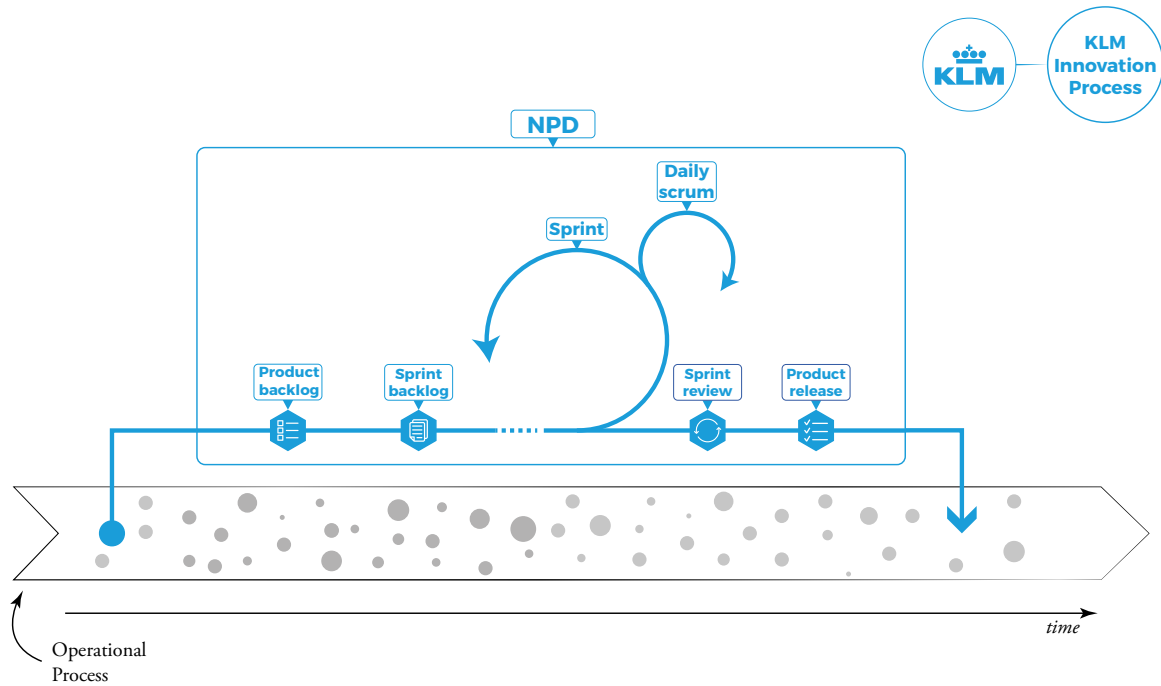 KLM
KLM
Innovation
Process
NPD
Daily
scrum
Sprint
Product
backlog
Sprint
backlog
Sprint
review
Product
release
time
Operational
Process